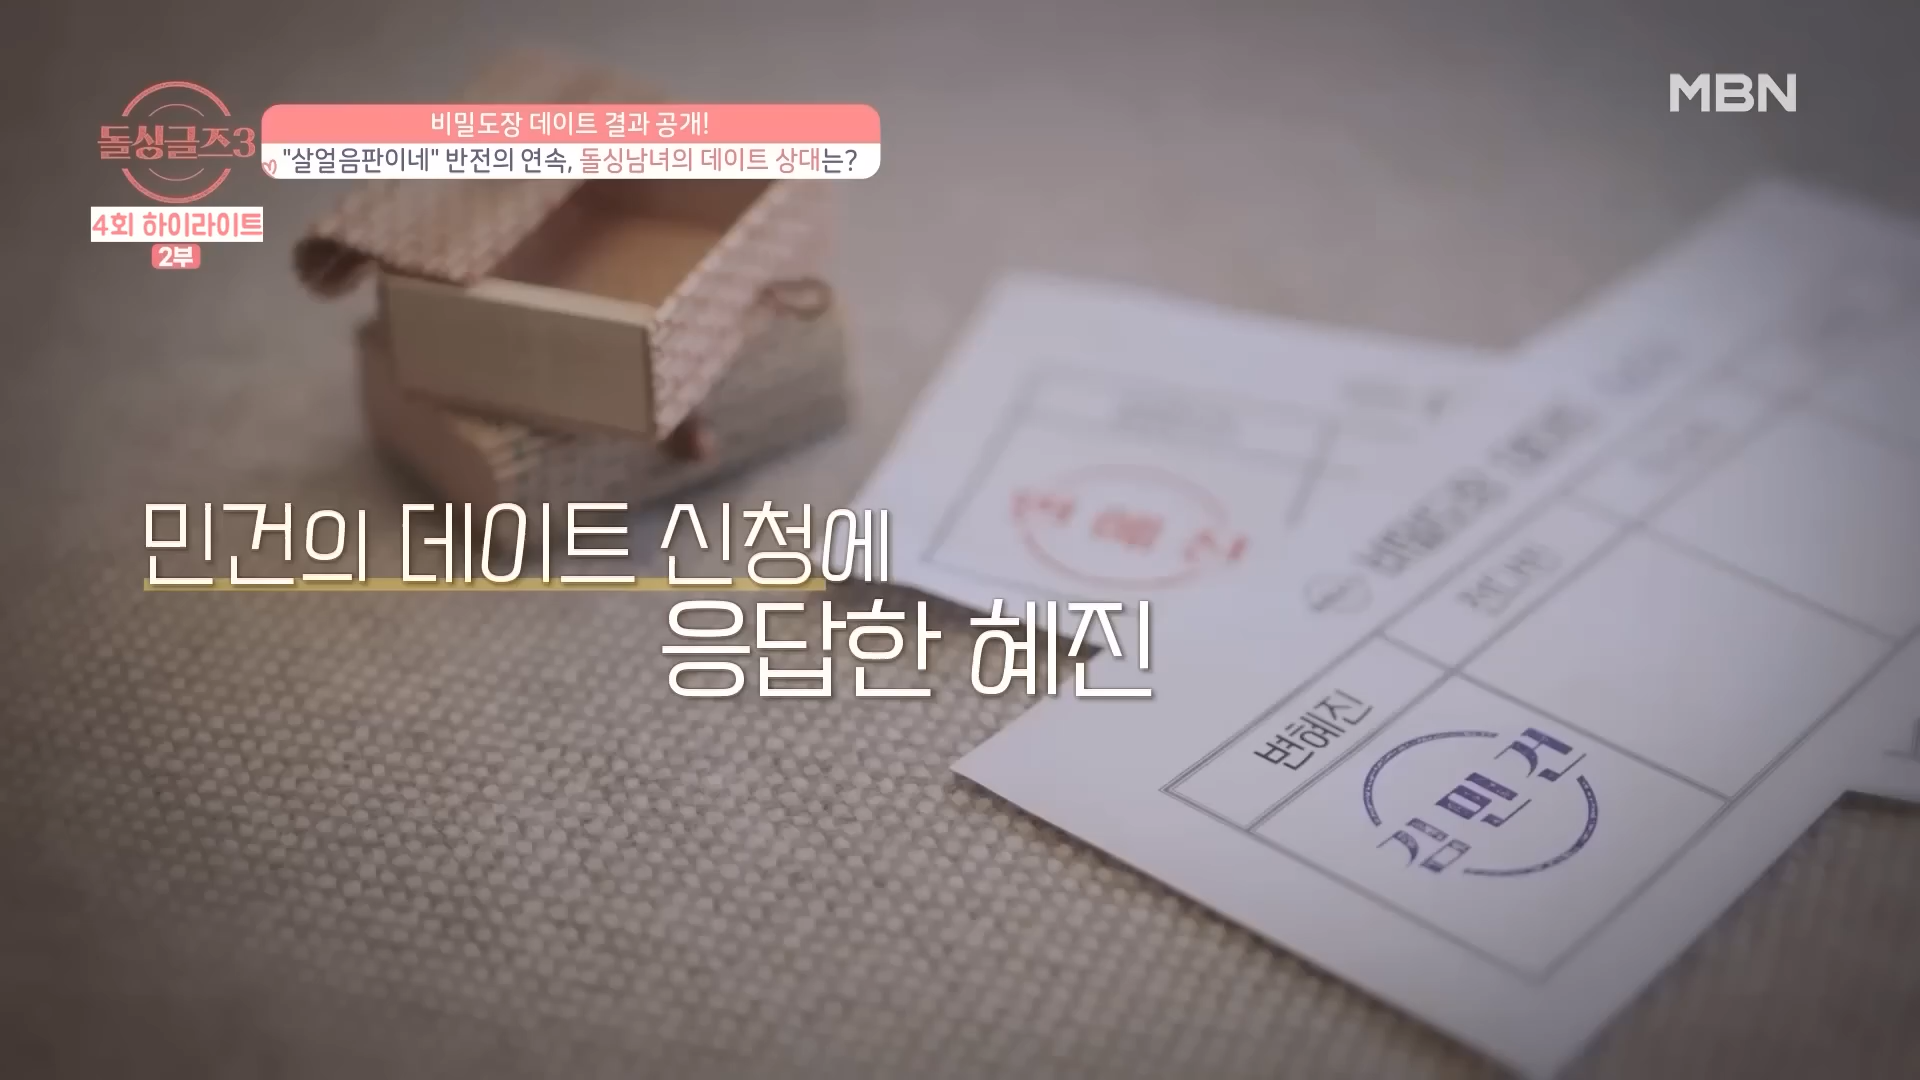 MBN
돌싱글즈3
비밀도장 데이트 결과 공개!
"살얼음판이네" 반전의 연속, 돌싱남녀의 데이트 상대는?
4회 하이라이트
2부
민건의 데이트 신청에
응답한 혜진
변혜진
김민건